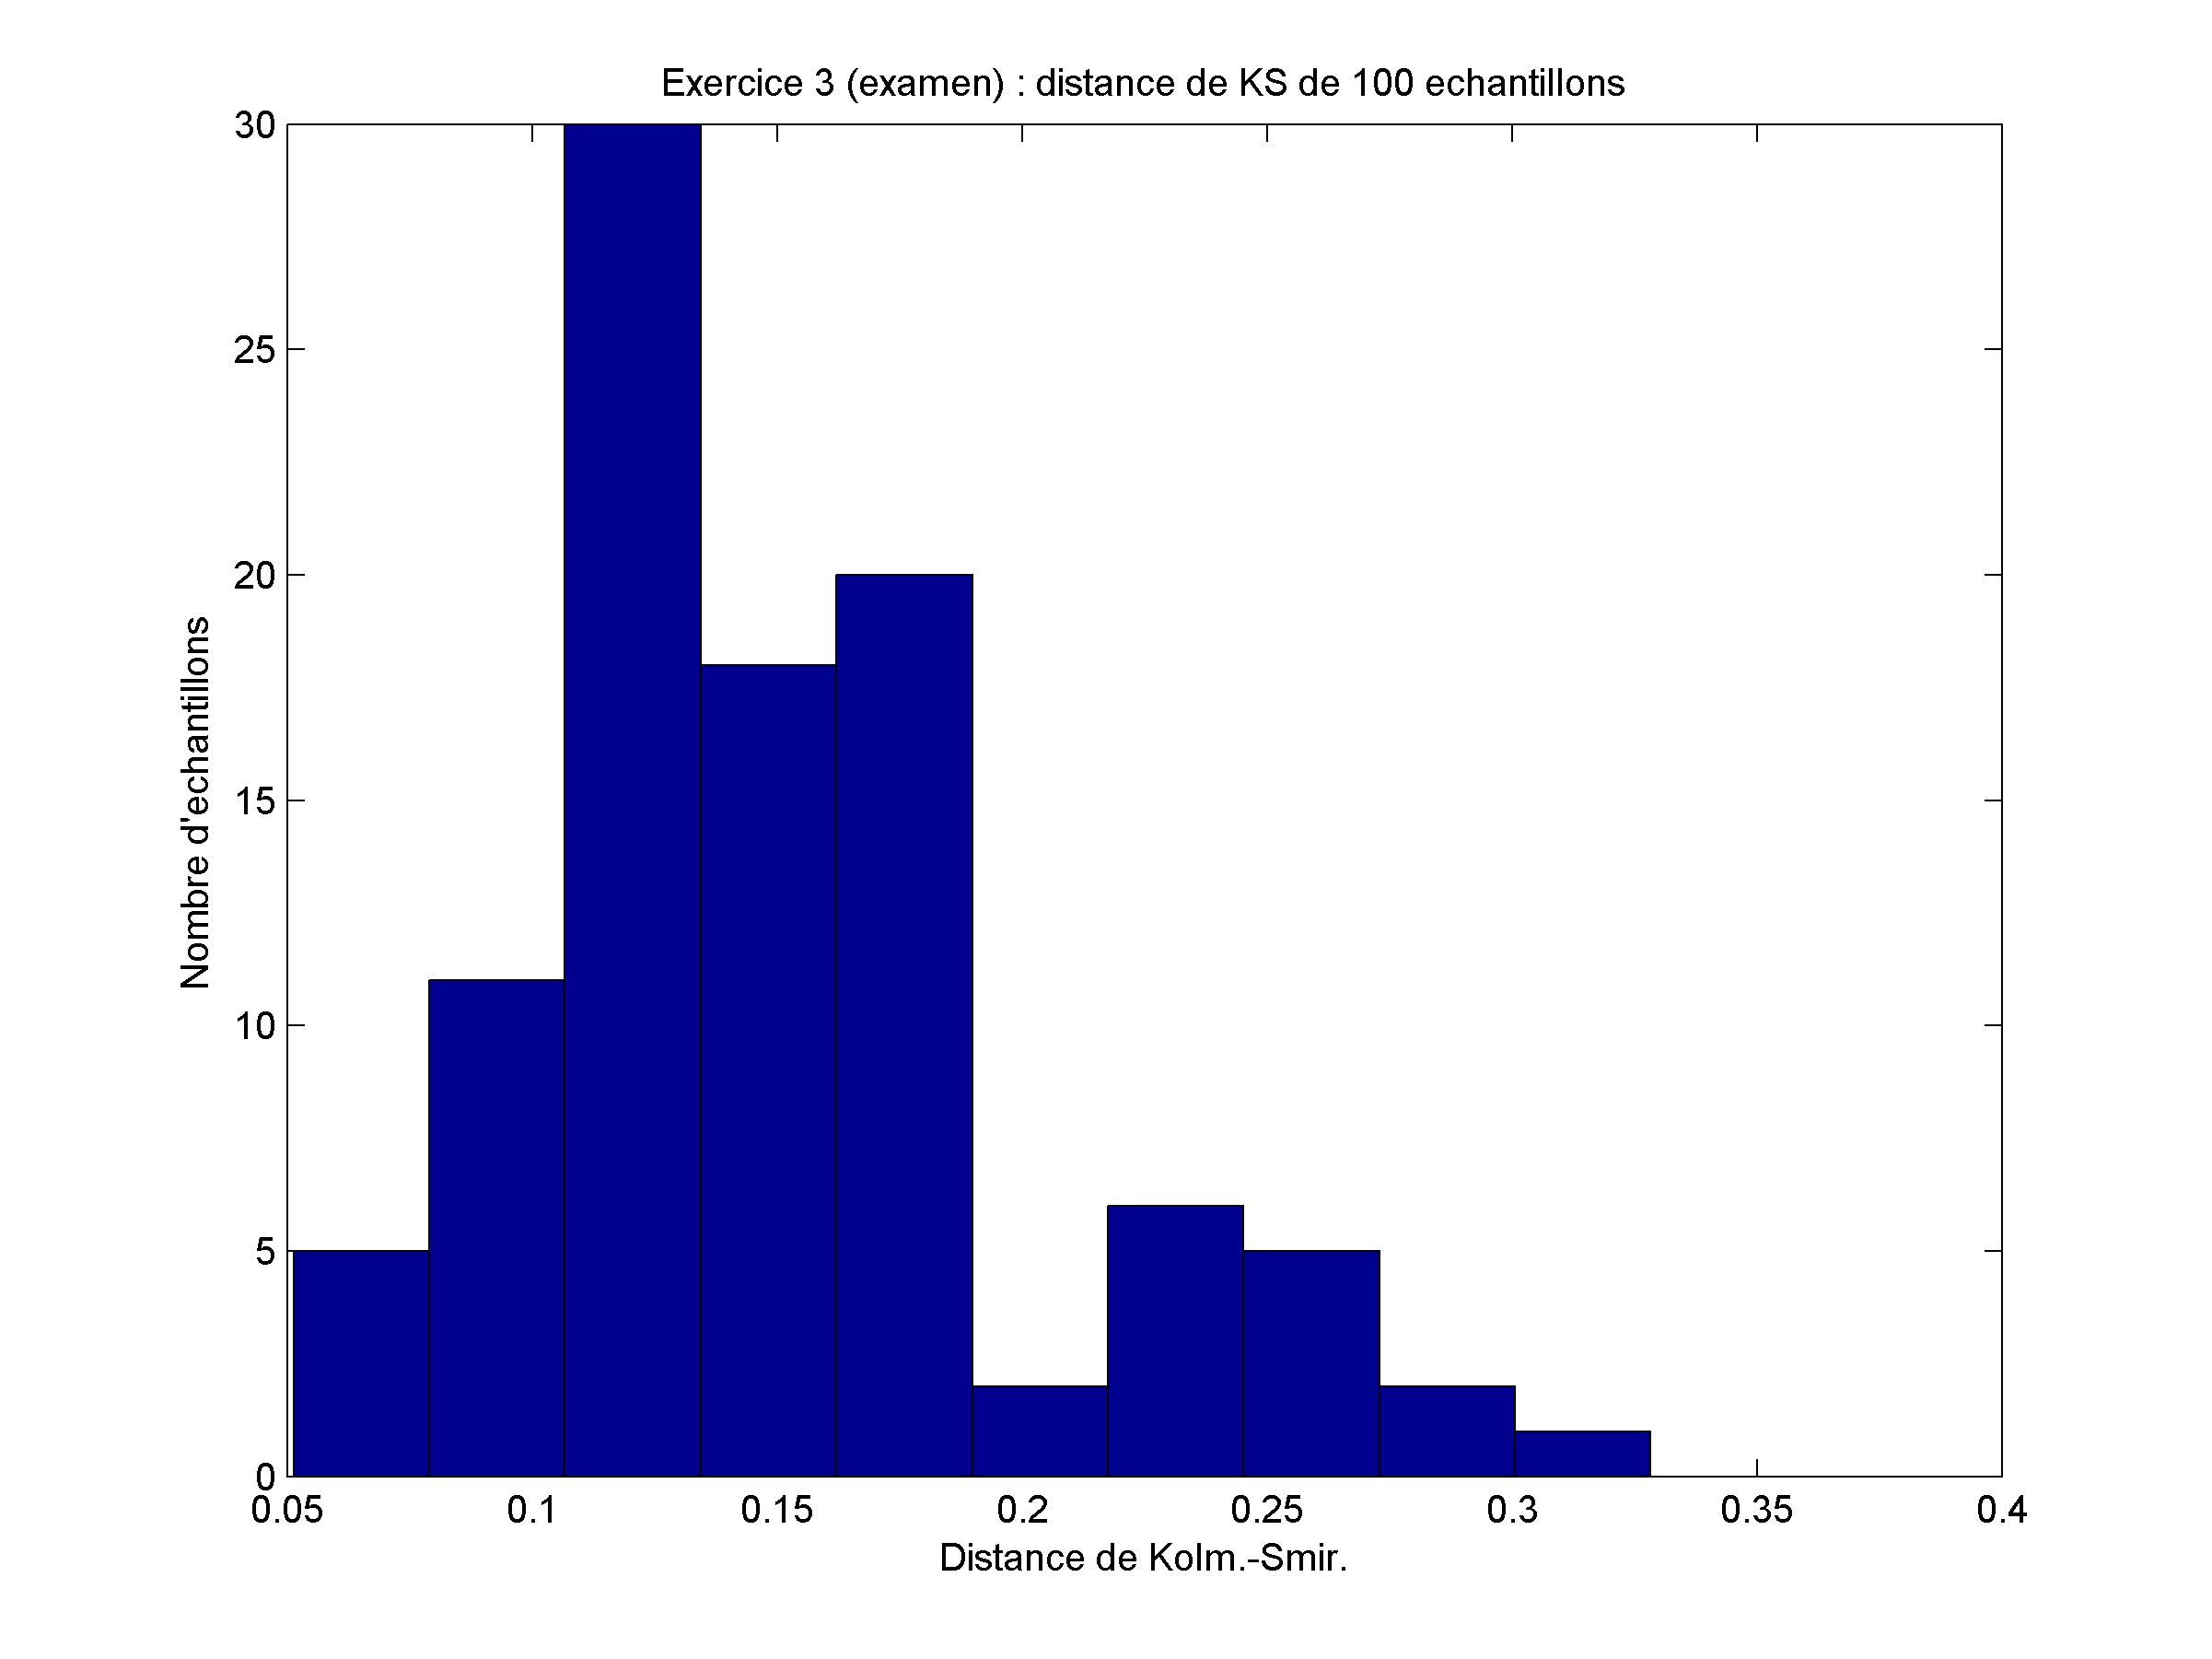 Exercice 3 (examen) : distance de KS de 100 echantillons
30
25
20
15
10
5
0
Nombre d'echantillons
0.05 0.1 0.15 0.2 0.25 0.3 0.35 0.4
Distance de Kolm.-Smir.